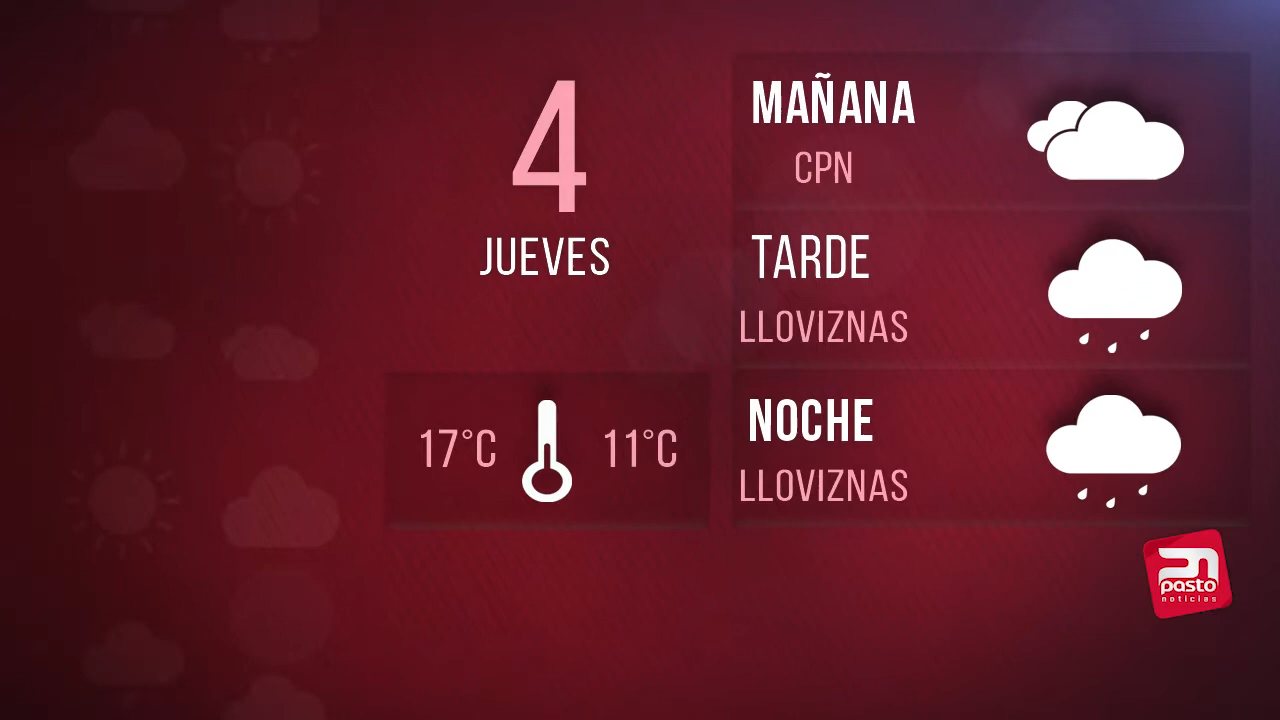 4
JUEVES
17°C 11°C
MAÑANA
CPN
TARDE
LLOVIZNAS
NOCHE
LLOVIZNAS
pasto
noticias